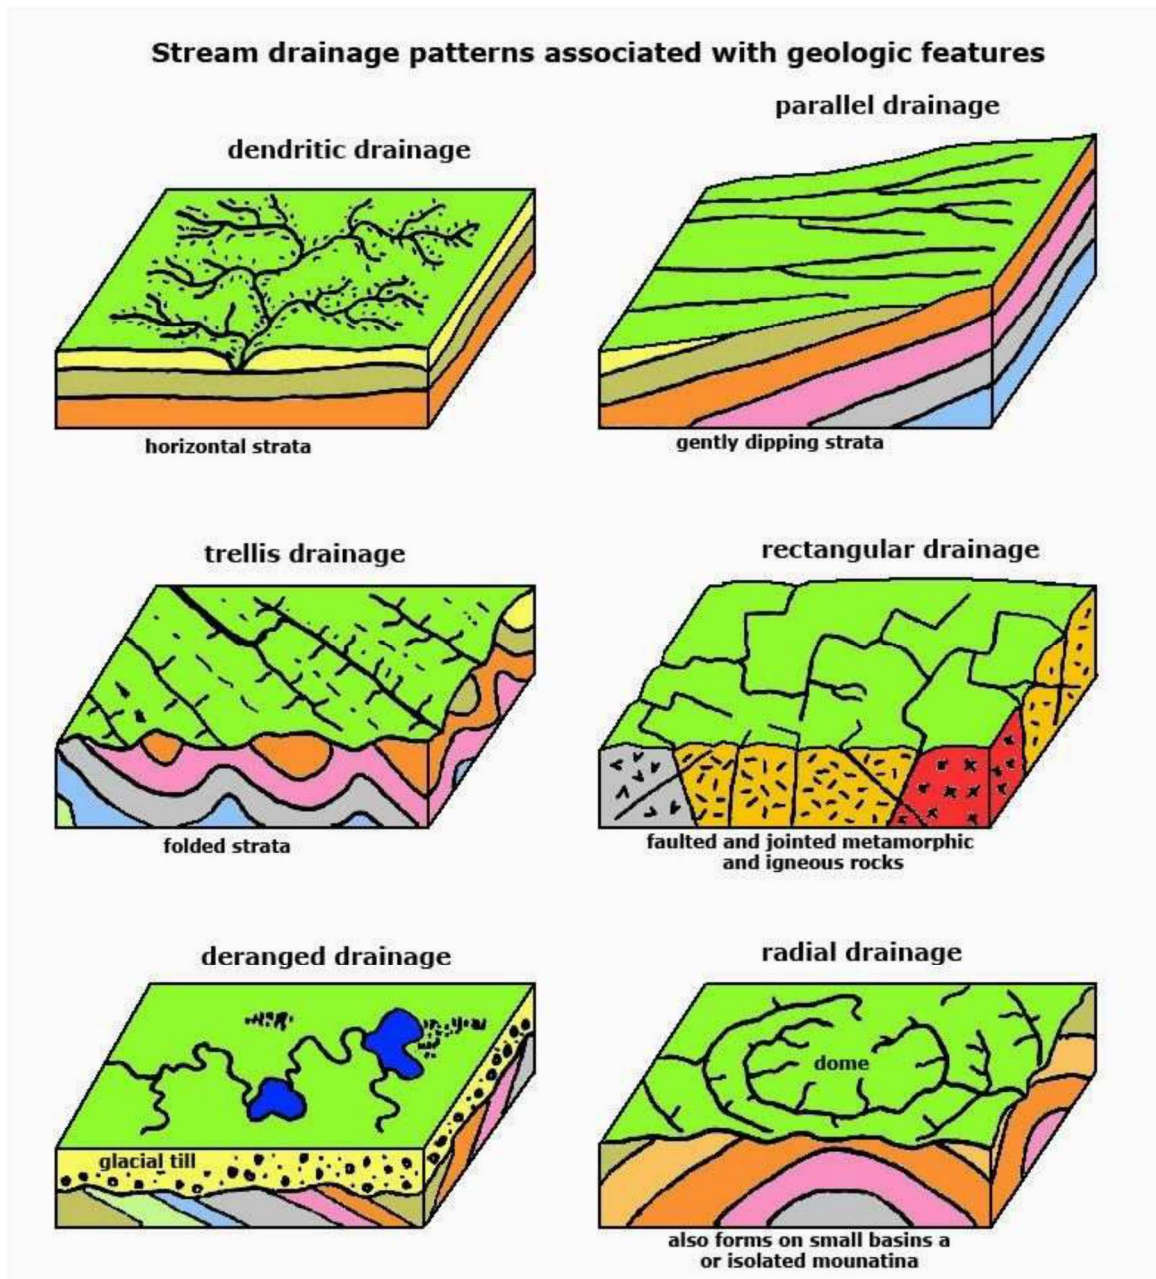 Stream drainage patterns associated with geologic features
parallel drainage
dendritic drainage
horizontal strata
gently dipping strata
trellis drainage
rectangular drainage
folded strata
faulted and jointed metamorphic
and igneous rocks
deranged drainage
radial drainage
dome
glacial till
also forms on small basins a
or isolated mounatina